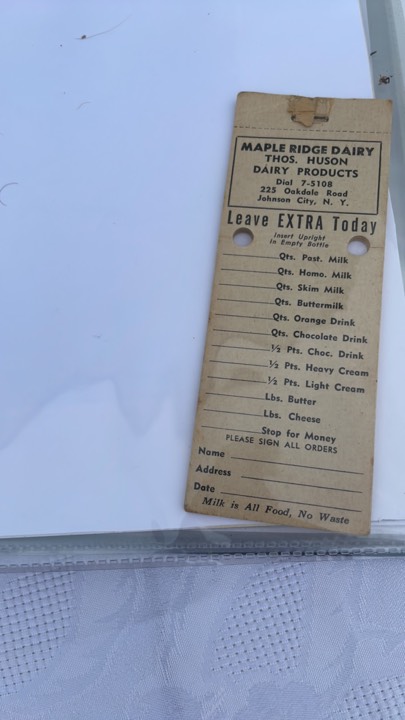 MAPLE RIDGE DAIRY
THOS. HUSON
DAIRY PRODUCTS
Dial 7-5108
225 Oakdale Road
Johnson City, N. Y.
Leave EXTRA Today
Insert Upright
In Empty Bottle
Qts. Past. Milk
Qts. Homo. Milk
Qts. Skim Milk
Qts. Buttermilk
Qts. Orange Drink
Qts. Chocolate Drink
½ Pts. Choc. Drink
½ Pts. Heavy Cream
½ Pts. Light Cream
Lbs. Butter
Lbs. Cheese
Stop for Money
PLEASE SIGN ALL ORDERS
Name
Address
Date
Milk is All Food, No Waste